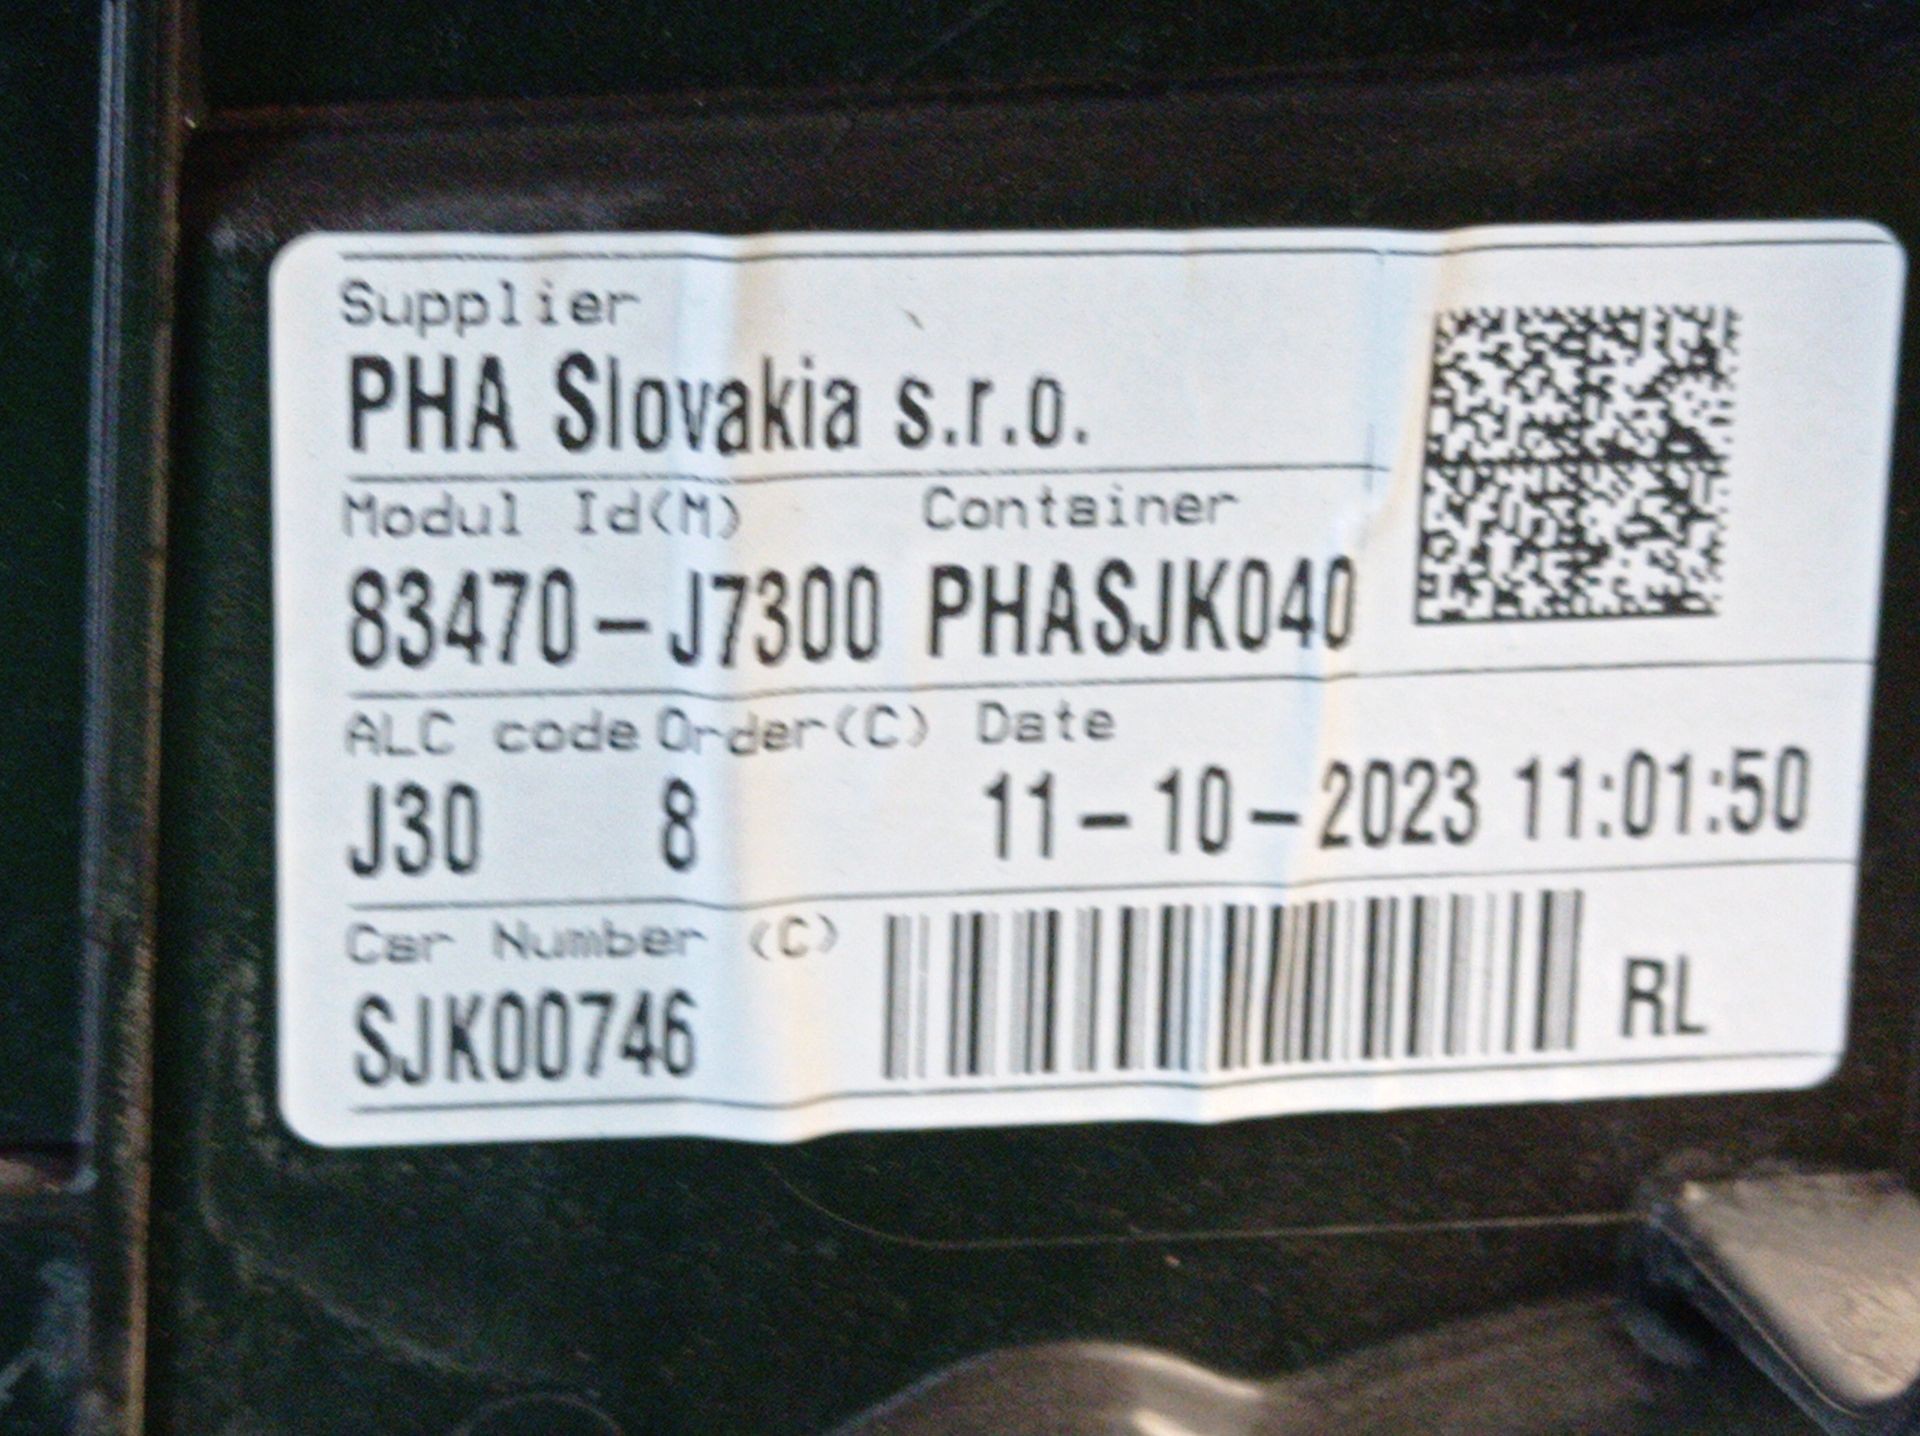 Supplier
PHA Slovakia s.r.o.
Modul Id(M) Container
83470-J7300 PHASJK040
ALC code Order(C) Date
J30 8 11-10-2023 11:01:50
Car Number (C)
SJK00746 RL